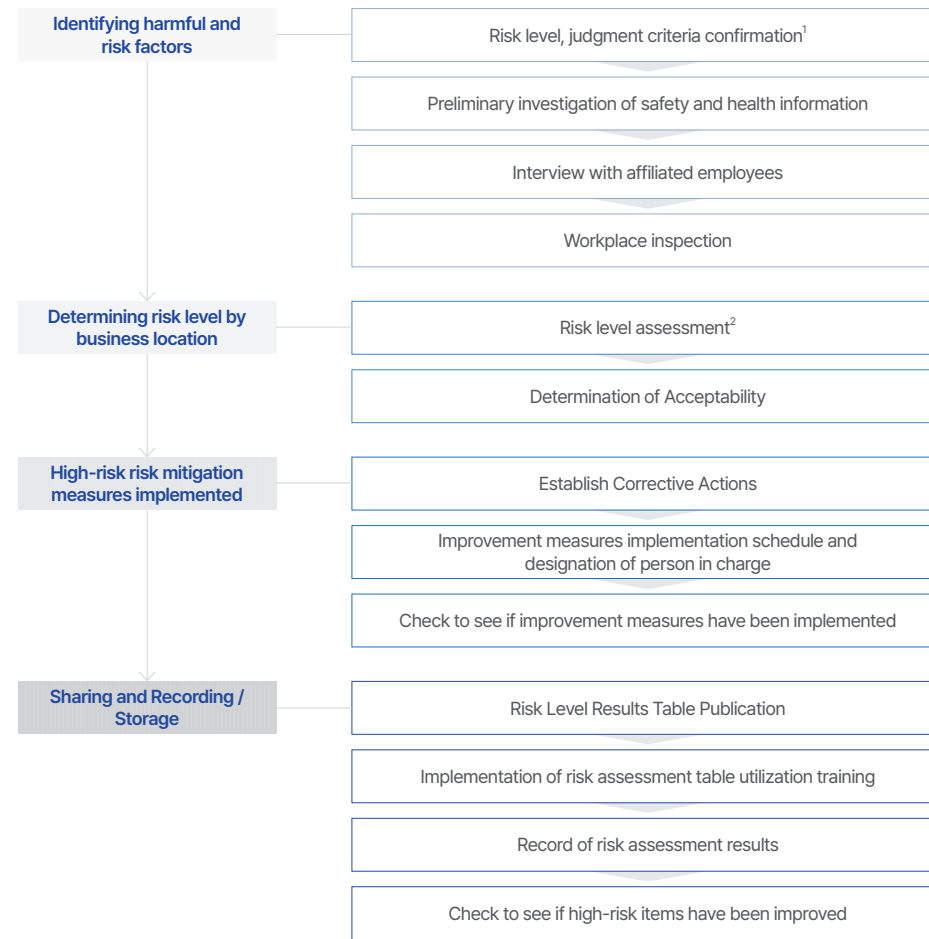 Identifying harmful and
risk factors
Risk level, judgment criteria confirmation1
Preliminary investigation of safety and health information
Interview with affiliated employees
Workplace inspection
Determining risk level by
business location
Risk level assessment2
Determination of Acceptability
High-risk risk mitigation
measures implemented
Establish Corrective Actions
Improvement measures implementation schedule and
designation of person in charge
Check to see if improvement measures have been implemented
Sharing and Recording /
Storage
Risk Level Results Table Publication
Implementation of risk assessment table utilization training
Record of risk assessment results
Check to see if high-risk items have been improved